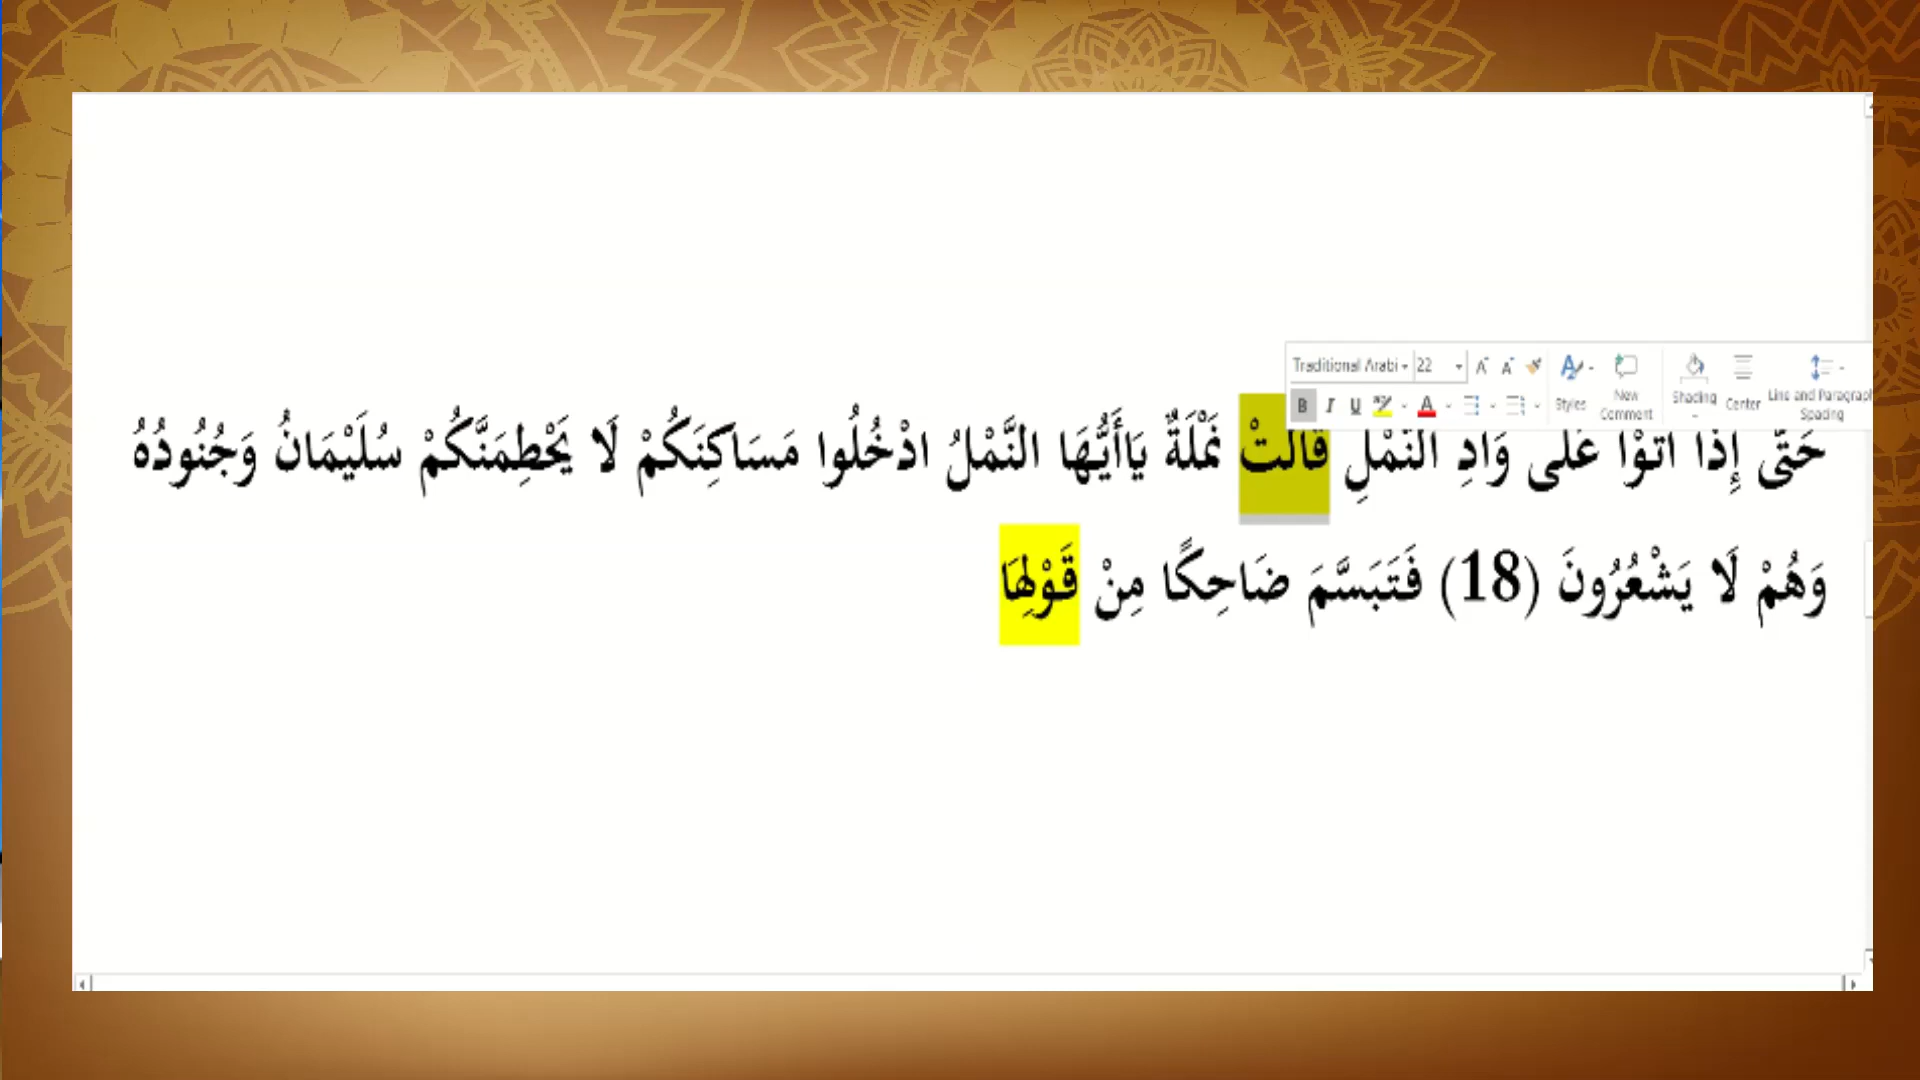 Traditional Arabi 22
B I U A Styles New Comment Shading Center Line and Paragraph Spacing
حَتَّى إِذَا أَتَوْا عَلَى وَادِ النَّمْلِ قَالَتْ نَمْلَةٌ يَاأَيُّهَا النَّمْلُ ادْخُلُوا مَسَاكِنَكُمْ لَا يَحْطِمَنَّكُمْ سُلَيْمَانُ وَجُنُودُهُ
وَهُمْ لَا يَشْعُرُونَ (18) فَتَبَسَّمَ ضَاحِكًا مِنْ قَوْلِهَا